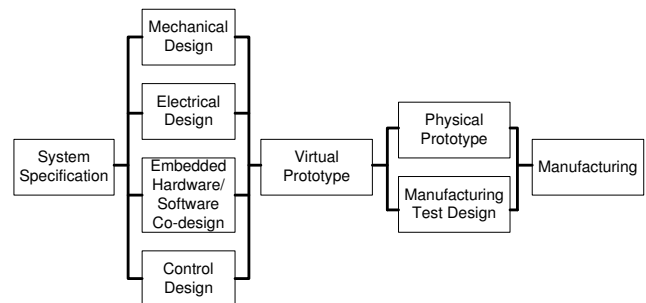 System
Specification
Mechanical
Design
Electrical
Design
Embedded
Hardware/
Software
Co-design
Control
Design
Virtual
Prototype
Physical
Prototype
Manufacturing
Test Design
Manufacturing